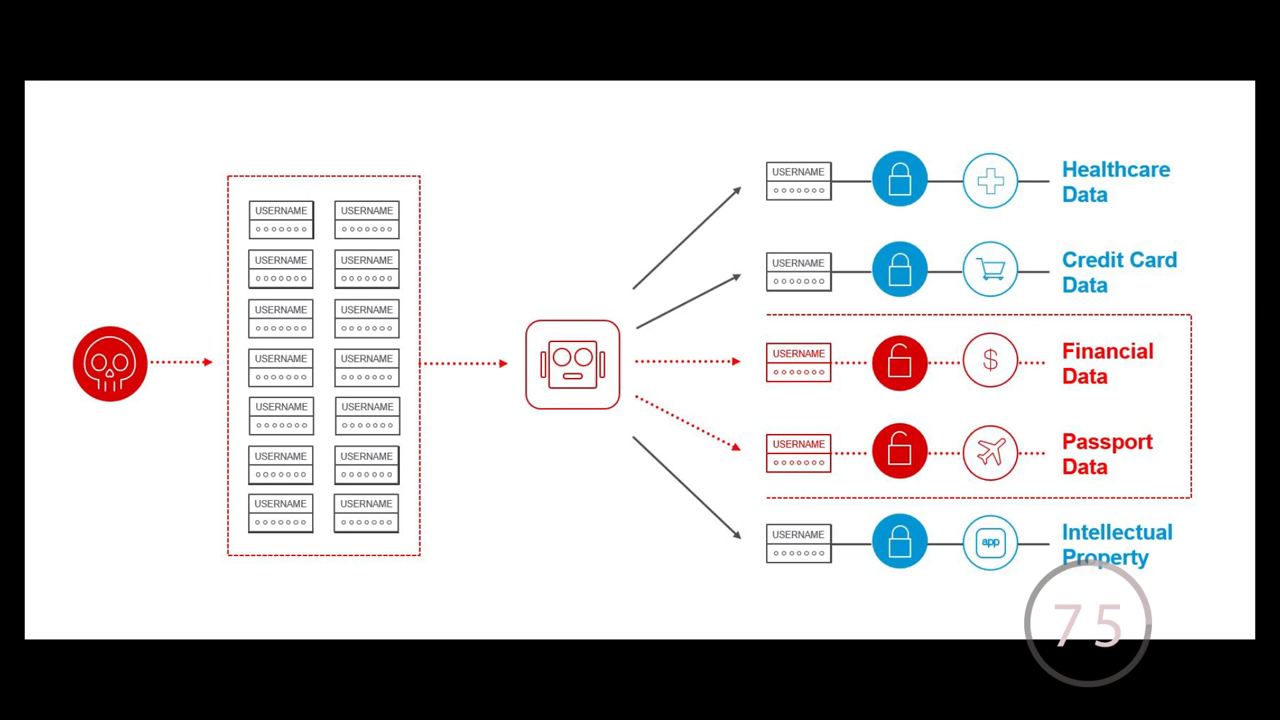 USERNAME USERNAME
USERNAME USERNAME
USERNAME USERNAME
USERNAME USERNAME
USERNAME USERNAME
USERNAME USERNAME
USERNAME USERNAME
USERNAME
Healthcare
Data
USERNAME
Credit Card
Data
USERNAME
$
Financial
Data
USERNAME
Passport
Data
USERNAME
app
Intellectual
Property
75